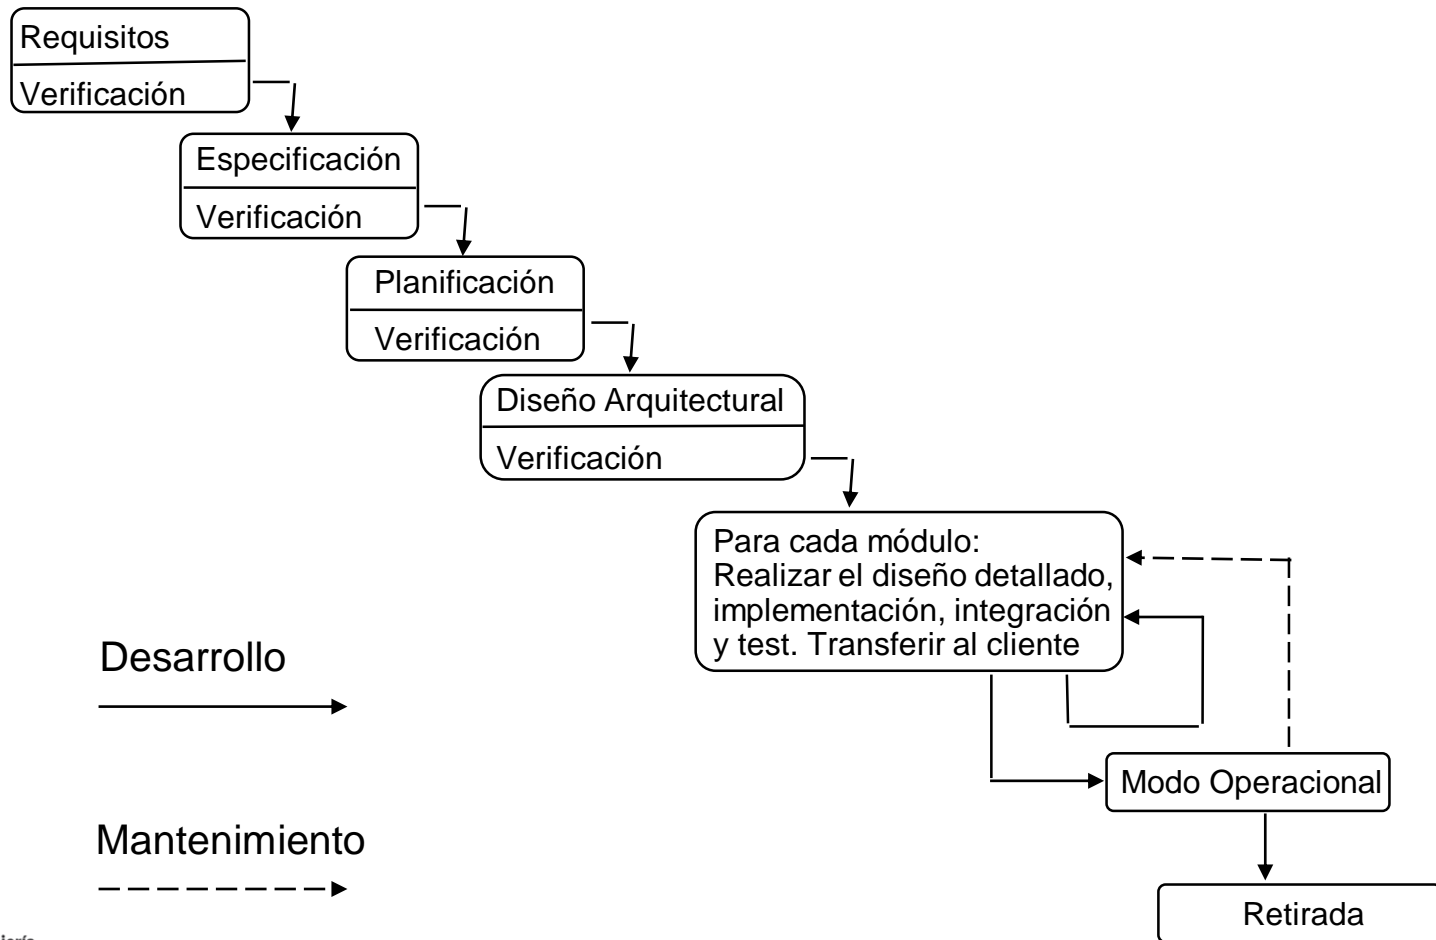 Requisitos
Verificación
Especificación
Verificación
Planificación
Verificación
Diseño Arquitectural
Verificación
Para cada módulo:
Realizar el diseño detallado,
implementación, integración
y test. Transferir al cliente
Desarrollo
Modo Operacional
Mantenimiento
Retirada